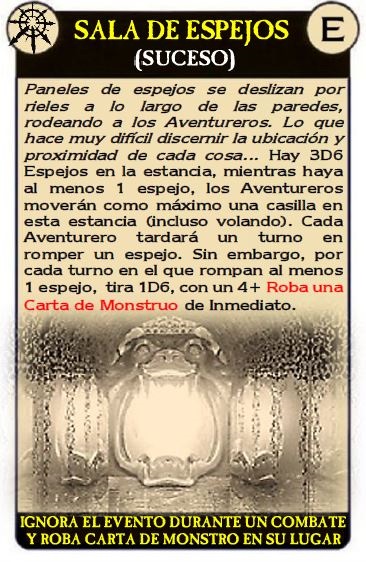 SALA DE ESPEJOS
E
(SUCESO)
Paneles de espejos se deslizan por
rieles a lo largo de las paredes,
rodeando a los Aventureros. Lo que
hace muy difícil discernir la ubicación y
proximidad de cada cosa... Hay 3D6
Espejos en la estancia, mientras haya
al menos 1 espejo, los Aventureros
moverán como máximo una casilla en
esta estancia (incluso volando). Cada
Aventurero tardará un turno en
romper un espejo. Sin embargo, por
cada turno en el que rompan al menos
1 espejo, tira 1D6, con un 4+ Roba una
Carta de Monstruo de Inmediato.
IGNORA EL EVENTO DURANTE UN COMBATE
Y ROBA CARTA DE MONSTRO EN SU LUGAR